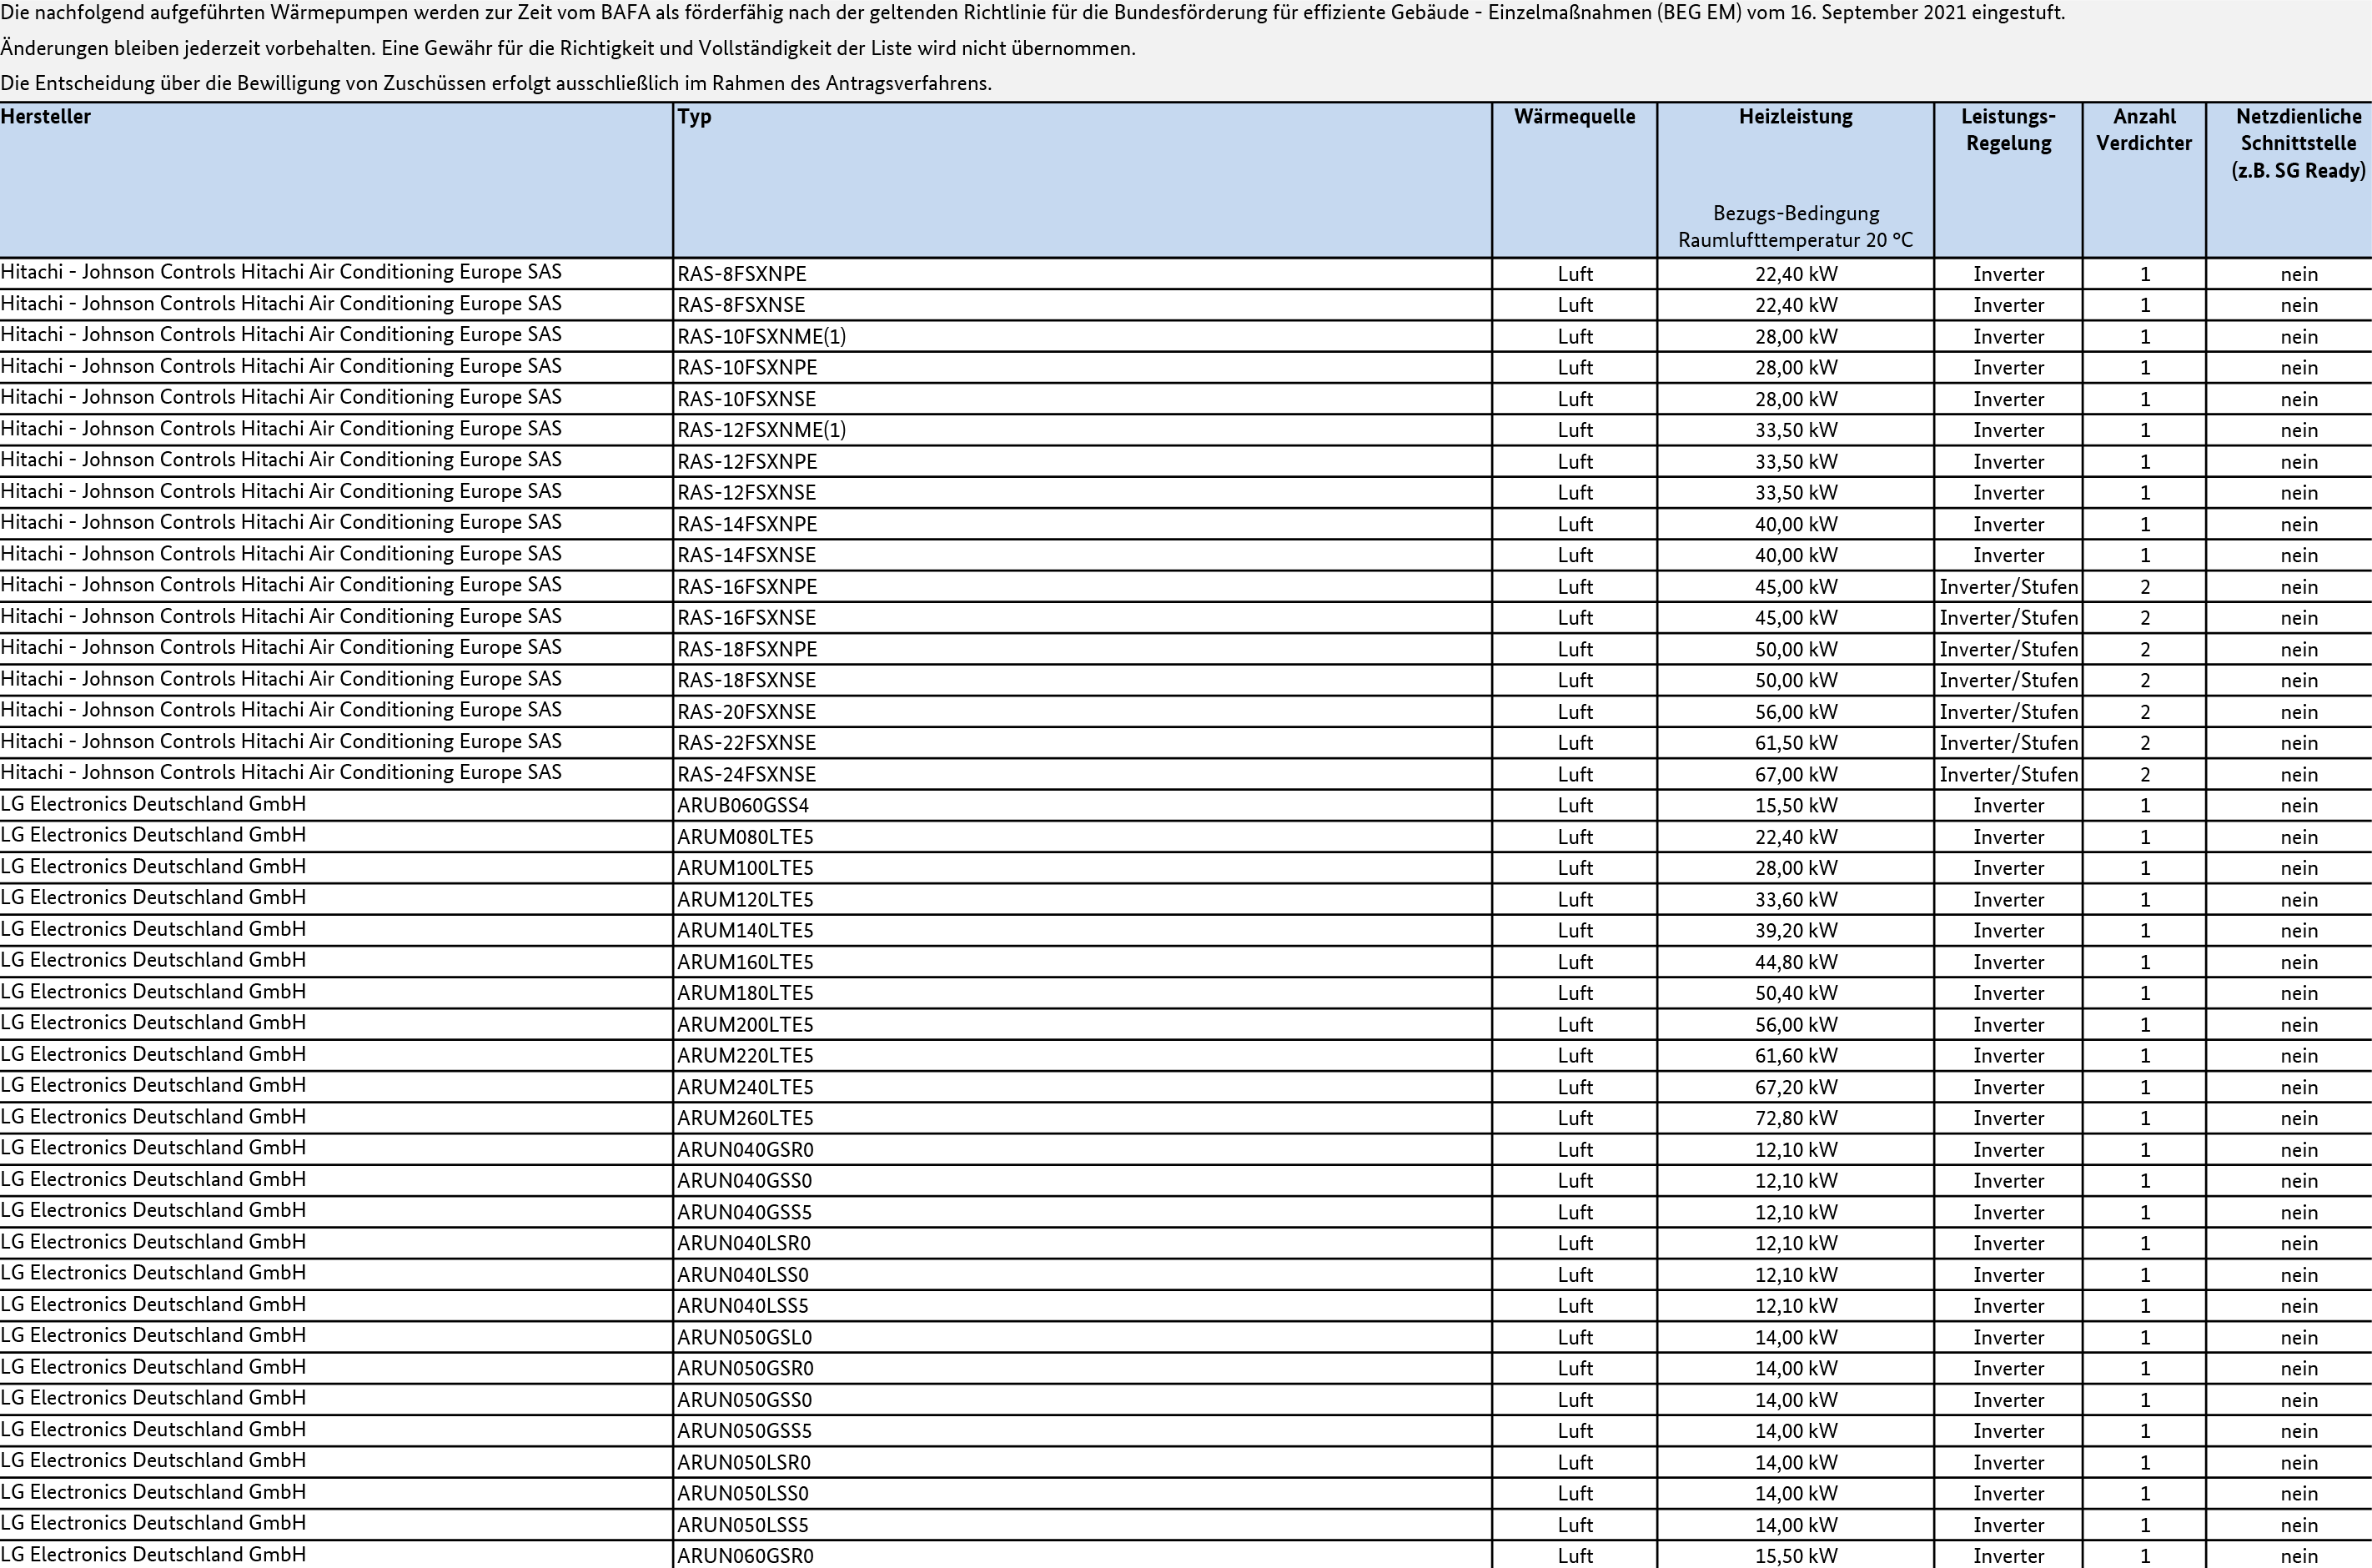 Die nachfolgend aufgeführten Wärmepumpen werden zur Zeit vom BAFA als förderfähig nach der geltenden Richtlinie für die Bundesförderung für effiziente Gebäude - Einzelmaßnahmen (BEG EM) vom 16. September 2021 eingestuft.
Änderungen bleiben jederzeit vorbehalten. Eine Gewähr für die Richtigkeit und Vollständigkeit der Liste wird nicht übernommen.
Die Entscheidung über die Bewilligung von Zuschüssen erfolgt ausschließlich im Rahmen des Antragsverfahrens.
Hersteller Typ Wärmequelle Heizleistung Leistungs- Anzahl Netzdienliche
Regelung Verdichter Schnittstelle
(z.B. SG Ready)
Bezugs-Bedingung
Raumlufttemperatur 20 °C
Hitachi - Johnson Controls Hitachi Air Conditioning Europe SAS RAS-8FSXNPE Luft 22,40 kW Inverter 1 nein
Hitachi - Johnson Controls Hitachi Air Conditioning Europe SAS RAS-8FSXNSE Luft 22,40 kW Inverter 1 nein
Hitachi - Johnson Controls Hitachi Air Conditioning Europe SAS RAS-10FSXNME(1) Luft 28,00 kW Inverter 1 nein
Hitachi - Johnson Controls Hitachi Air Conditioning Europe SAS RAS-10FSXNPE Luft 28,00 kW Inverter 1 nein
Hitachi - Johnson Controls Hitachi Air Conditioning Europe SAS RAS-10FSXNSE Luft 28,00 kW Inverter 1 nein
Hitachi - Johnson Controls Hitachi Air Conditioning Europe SAS RAS-12FSXNME(1) Luft 33,50 kW Inverter 1 nein
Hitachi - Johnson Controls Hitachi Air Conditioning Europe SAS RAS-12FSXNPE Luft 33,50 kW Inverter 1 nein
Hitachi - Johnson Controls Hitachi Air Conditioning Europe SAS RAS-12FSXNSE Luft 33,50 kW Inverter 1 nein
Hitachi - Johnson Controls Hitachi Air Conditioning Europe SAS RAS-14FSXNPE Luft 40,00 kW Inverter 1 nein
Hitachi - Johnson Controls Hitachi Air Conditioning Europe SAS RAS-14FSXNSE Luft 40,00 kW Inverter 1 nein
Hitachi - Johnson Controls Hitachi Air Conditioning Europe SAS RAS-16FSXNPE Luft 45,00 kW Inverter/Stufen 2 nein
Hitachi - Johnson Controls Hitachi Air Conditioning Europe SAS RAS-16FSXNSE Luft 45,00 kW Inverter/Stufen 2 nein
Hitachi - Johnson Controls Hitachi Air Conditioning Europe SAS RAS-18FSXNPE Luft 50,00 kW Inverter/Stufen 2 nein
Hitachi - Johnson Controls Hitachi Air Conditioning Europe SAS RAS-18FSXNSE Luft 50,00 kW Inverter/Stufen 2 nein
Hitachi - Johnson Controls Hitachi Air Conditioning Europe SAS RAS-20FSXNSE Luft 56,00 kW Inverter/Stufen 2 nein
Hitachi - Johnson Controls Hitachi Air Conditioning Europe SAS RAS-22FSXNSE Luft 61,50 kW Inverter/Stufen 2 nein
Hitachi - Johnson Controls Hitachi Air Conditioning Europe SAS RAS-24FSXNSE Luft 67,00 kW Inverter/Stufen 2 nein
LG Electronics Deutschland GmbH ARUB060GSS4 Luft 15,50 kW Inverter 1 nein
LG Electronics Deutschland GmbH ARUM080LTE5 Luft 22,40 kW Inverter 1 nein
LG Electronics Deutschland GmbH ARUM100LTE5 Luft 28,00 kW Inverter 1 nein
LG Electronics Deutschland GmbH ARUM120LTE5 Luft 33,60 kW Inverter 1 nein
LG Electronics Deutschland GmbH ARUM140LTE5 Luft 39,20 kW Inverter 1 nein
LG Electronics Deutschland GmbH ARUM160LTE5 Luft 44,80 kW Inverter 1 nein
LG Electronics Deutschland GmbH ARUM180LTE5 Luft 50,40 kW Inverter 1 nein
LG Electronics Deutschland GmbH ARUM200LTE5 Luft 56,00 kW Inverter 1 nein
LG Electronics Deutschland GmbH ARUM220LTE5 Luft 61,60 kW Inverter 1 nein
LG Electronics Deutschland GmbH ARUM240LTE5 Luft 67,20 kW Inverter 1 nein
LG Electronics Deutschland GmbH ARUM260LTE5 Luft 72,80 kW Inverter 1 nein
LG Electronics Deutschland GmbH ARUN040GSR0 Luft 12,10 kW Inverter 1 nein
LG Electronics Deutschland GmbH ARUN040GSS0 Luft 12,10 kW Inverter 1 nein
LG Electronics Deutschland GmbH ARUN040GSS5 Luft 12,10 kW Inverter 1 nein
LG Electronics Deutschland GmbH ARUN040LSR0 Luft 12,10 kW Inverter 1 nein
LG Electronics Deutschland GmbH ARUN040LSS0 Luft 12,10 kW Inverter 1 nein
LG Electronics Deutschland GmbH ARUN040LSS5 Luft 12,10 kW Inverter 1 nein
LG Electronics Deutschland GmbH ARUN050GSL0 Luft 14,00 kW Inverter 1 nein
LG Electronics Deutschland GmbH ARUN050GSR0 Luft 14,00 kW Inverter 1 nein
LG Electronics Deutschland GmbH ARUN050GSS0 Luft 14,00 kW Inverter 1 nein
LG Electronics Deutschland GmbH ARUN050GSS5 Luft 14,00 kW Inverter 1 nein
LG Electronics Deutschland GmbH ARUN050LSR0 Luft 14,00 kW Inverter 1 nein
LG Electronics Deutschland GmbH ARUN050LSS0 Luft 14,00 kW Inverter 1 nein
LG Electronics Deutschland GmbH ARUN050LSS5 Luft 14,00 kW Inverter 1 nein
LG Electronics Deutschland GmbH ARUN060GSR0 Luft 15,50 kW Inverter 1 nein